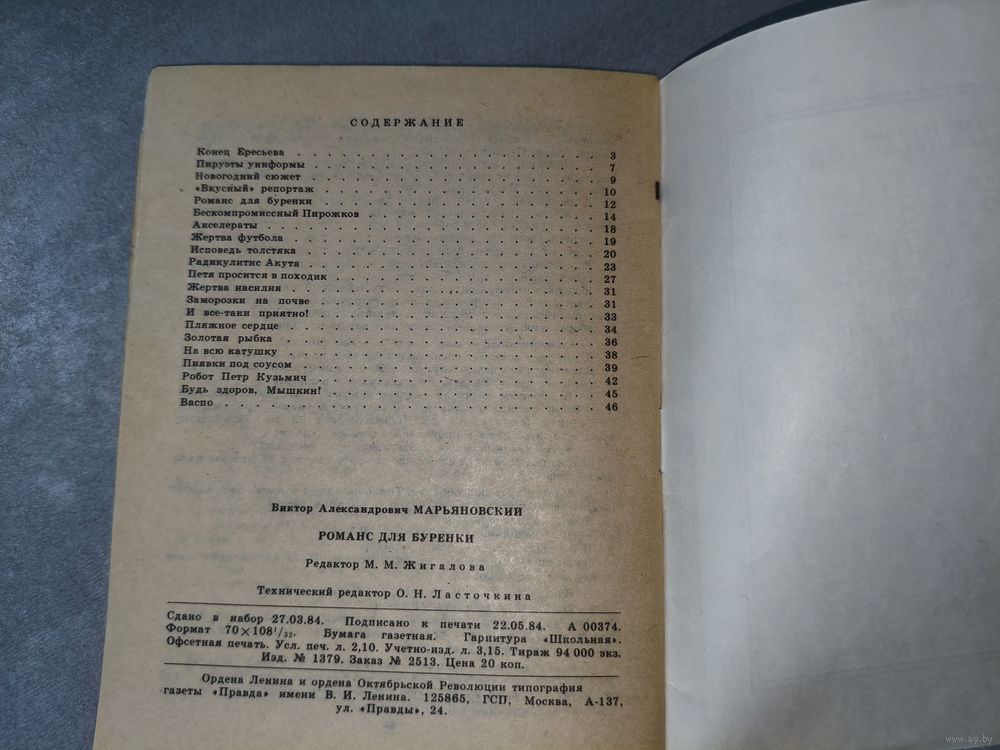 СОДЕРЖАНИЕ
Конец Ересьева . . . . . . . . . . . . . . . . . . 3
Пируэты униформы . . . . . . . . . . . . . . . . . . 7
Новогодний сюжет . . . . . . . . . . . . . . . . . . 9
«Вкусный» репортаж . . . . . . . . . . . . . . . . . . 10
Романс для буренки . . . . . . . . . . . . . . . . . . 12
Бескомпромиссный Пирожков . . . . . . . . . . . . . . . 14
Акселераты . . . . . . . . . . . . . . . . . . 18
Жертва футбола . . . . . . . . . . . . . . . . . . 19
Исповедь толстяка . . . . . . . . . . . . . . . . . . 20
Радикулитис Акута . . . . . . . . . . . . . . . . . . 23
Петя просится в походик . . . . . . . . . . . . . . . . 27
Жертва насилия . . . . . . . . . . . . . . . . . . 31
Заморозки на почве . . . . . . . . . . . . . . . . . . 31
И все-таки приятно! . . . . . . . . . . . . . . . . . . 33
Пляжное сердце . . . . . . . . . . . . . . . . . . 34
Золотая рыбка . . . . . . . . . . . . . . . . . . 36
На всю катушку . . . . . . . . . . . . . . . . . . 38
Пиявки под соусом . . . . . . . . . . . . . . . . . . 39
Робот Петр Кузьмич . . . . . . . . . . . . . . . . . . 42
Будь здоров, Мышкин! . . . . . . . . . . . . . . . . . 45
Васпо . . . . . . . . . . . . . . . . . . 46
Виктор Александрович МАРЬЯНОВСКИЙ
РОМАНС ДЛЯ БУРЕНКИ
Редактор М. М. Жигалова
Технический редактор О. Н. Ласточкина
Сдано в набор 27.03.84. Подписано к печати 22.05.84. А 00374.
Формат 70×108¹/₃₂. Бумага газетная. Гарнитура «Школьная».
Офсетная печать. Усл. печ. л. 2,10. Учетно-изд. л. 3,15. Тираж 94 000 экз.
Изд. № 1379. Заказ № 2513. Цена 20 коп.
Ордена Ленина и ордена Октябрьской Революции типография
газеты «Правда» имени В. И. Ленина. 125865, ГСП, Москва, А-137,
ул. «Правды», 24.
www.ay.by